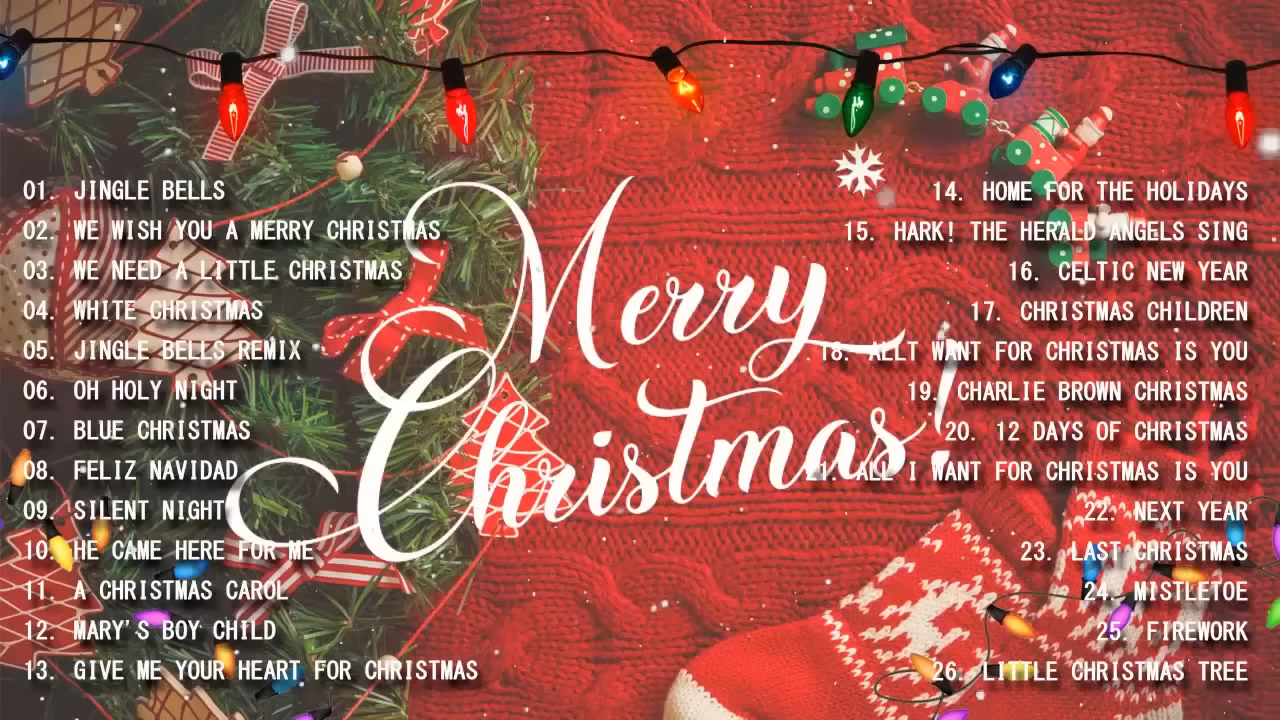 01. JINGLE BELLS
02. WE WISH YOU A MERRY CHRISTMAS
03. WE NEED A LITTLE CHRISTMAS
04. WHITE CHRISTMAS
05. JINGLE BELLS REMIX
06. OH HOLY NIGHT
07. BLUE CHRISTMAS
08. FELIZ NAVIDAD
09. SILENT NIGHT
10. HE CAME HERE FOR ME
11. A CHRISTMAS CAROL
12. MARY'S BOY CHILD
13. GIVE ME YOUR HEART FOR CHRISTMAS
Merry
Christmas!
14. HOME FOR THE HOLIDAYS
15. HARK! THE HERALD ANGELS SING
16. CELTIC NEW YEAR
17. CHRISTMAS CHILDREN
18. ALLT WANT FOR CHRISTMAS IS YOU
19. CHARLIE BROWN CHRISTMAS
20. 12 DAYS OF CHRISTMAS
21. ALL I WANT FOR CHRISTMAS IS YOU
22. NEXT YEAR
23. LAST CHRISTMAS
24. MISTLETOE
25. FIREWORK
26. LITTLE CHRISTMAS TREE